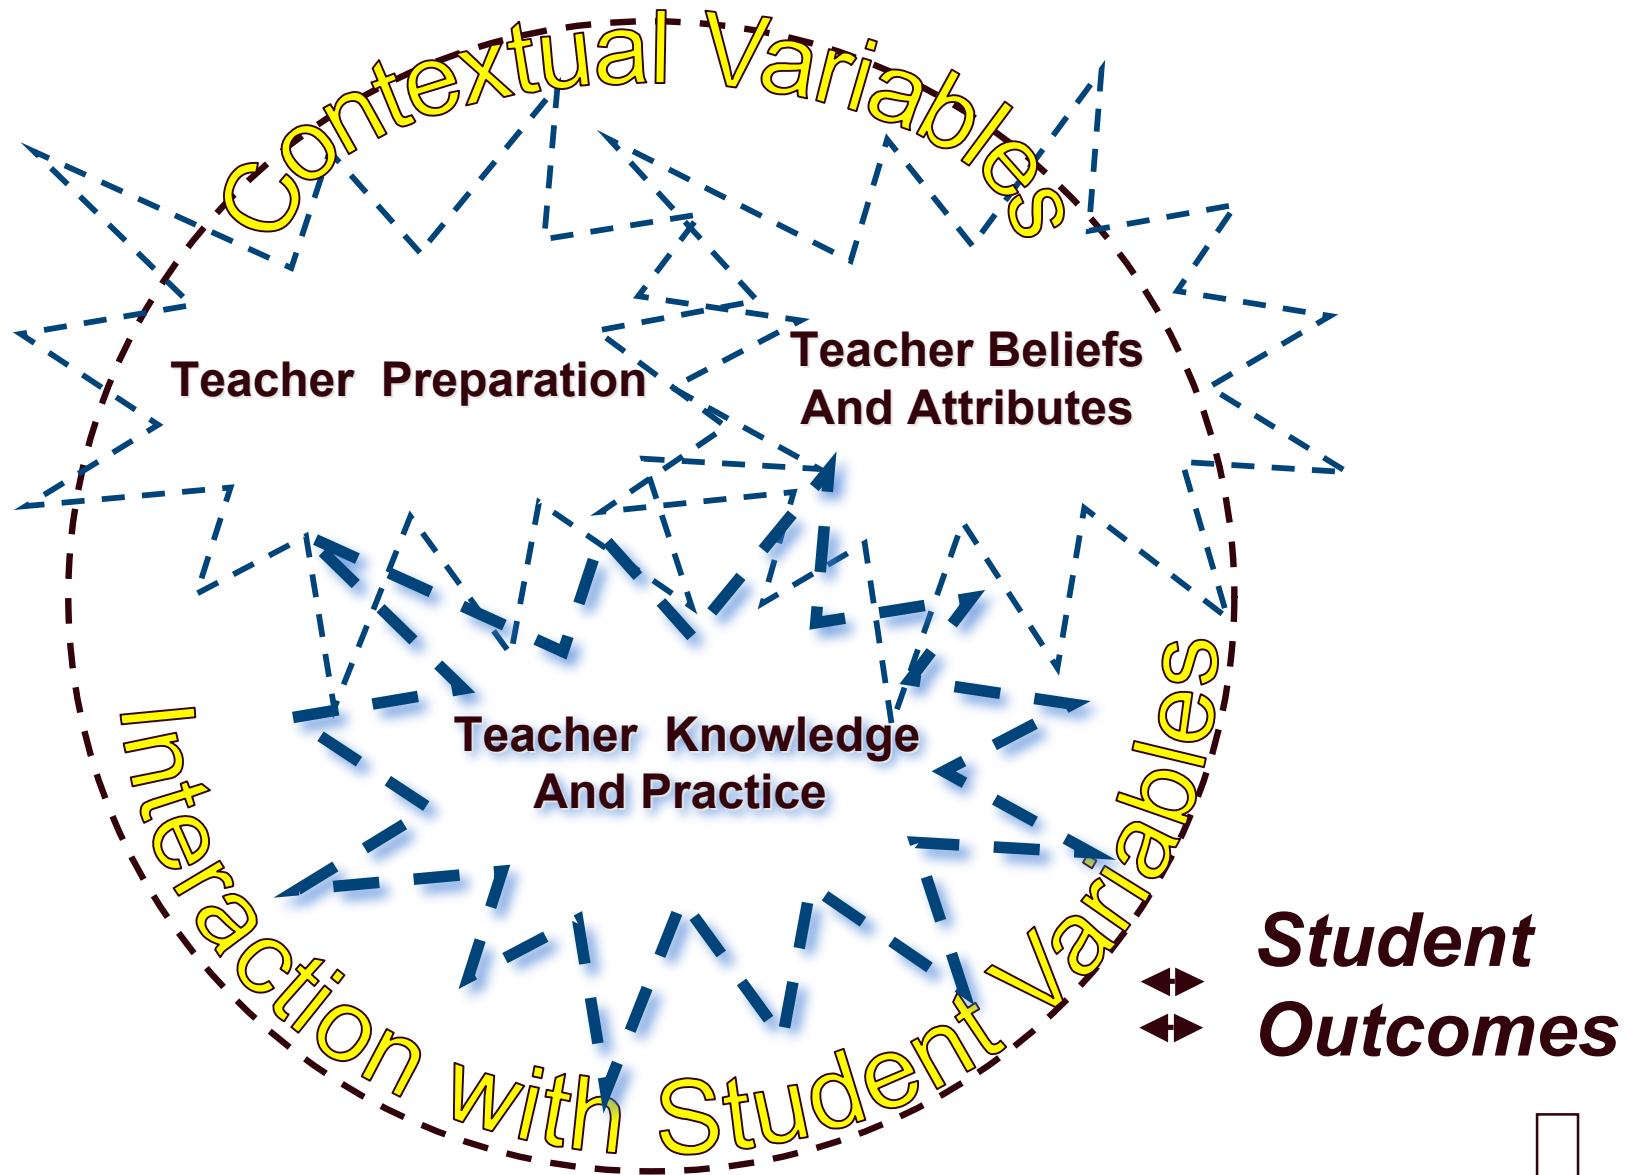 Contextual Variables
Teacher Preparation
Teacher Beliefs
And Attributes
Teacher Knowledge
And Practice
Interaction with Student Variables
Student
Outcomes